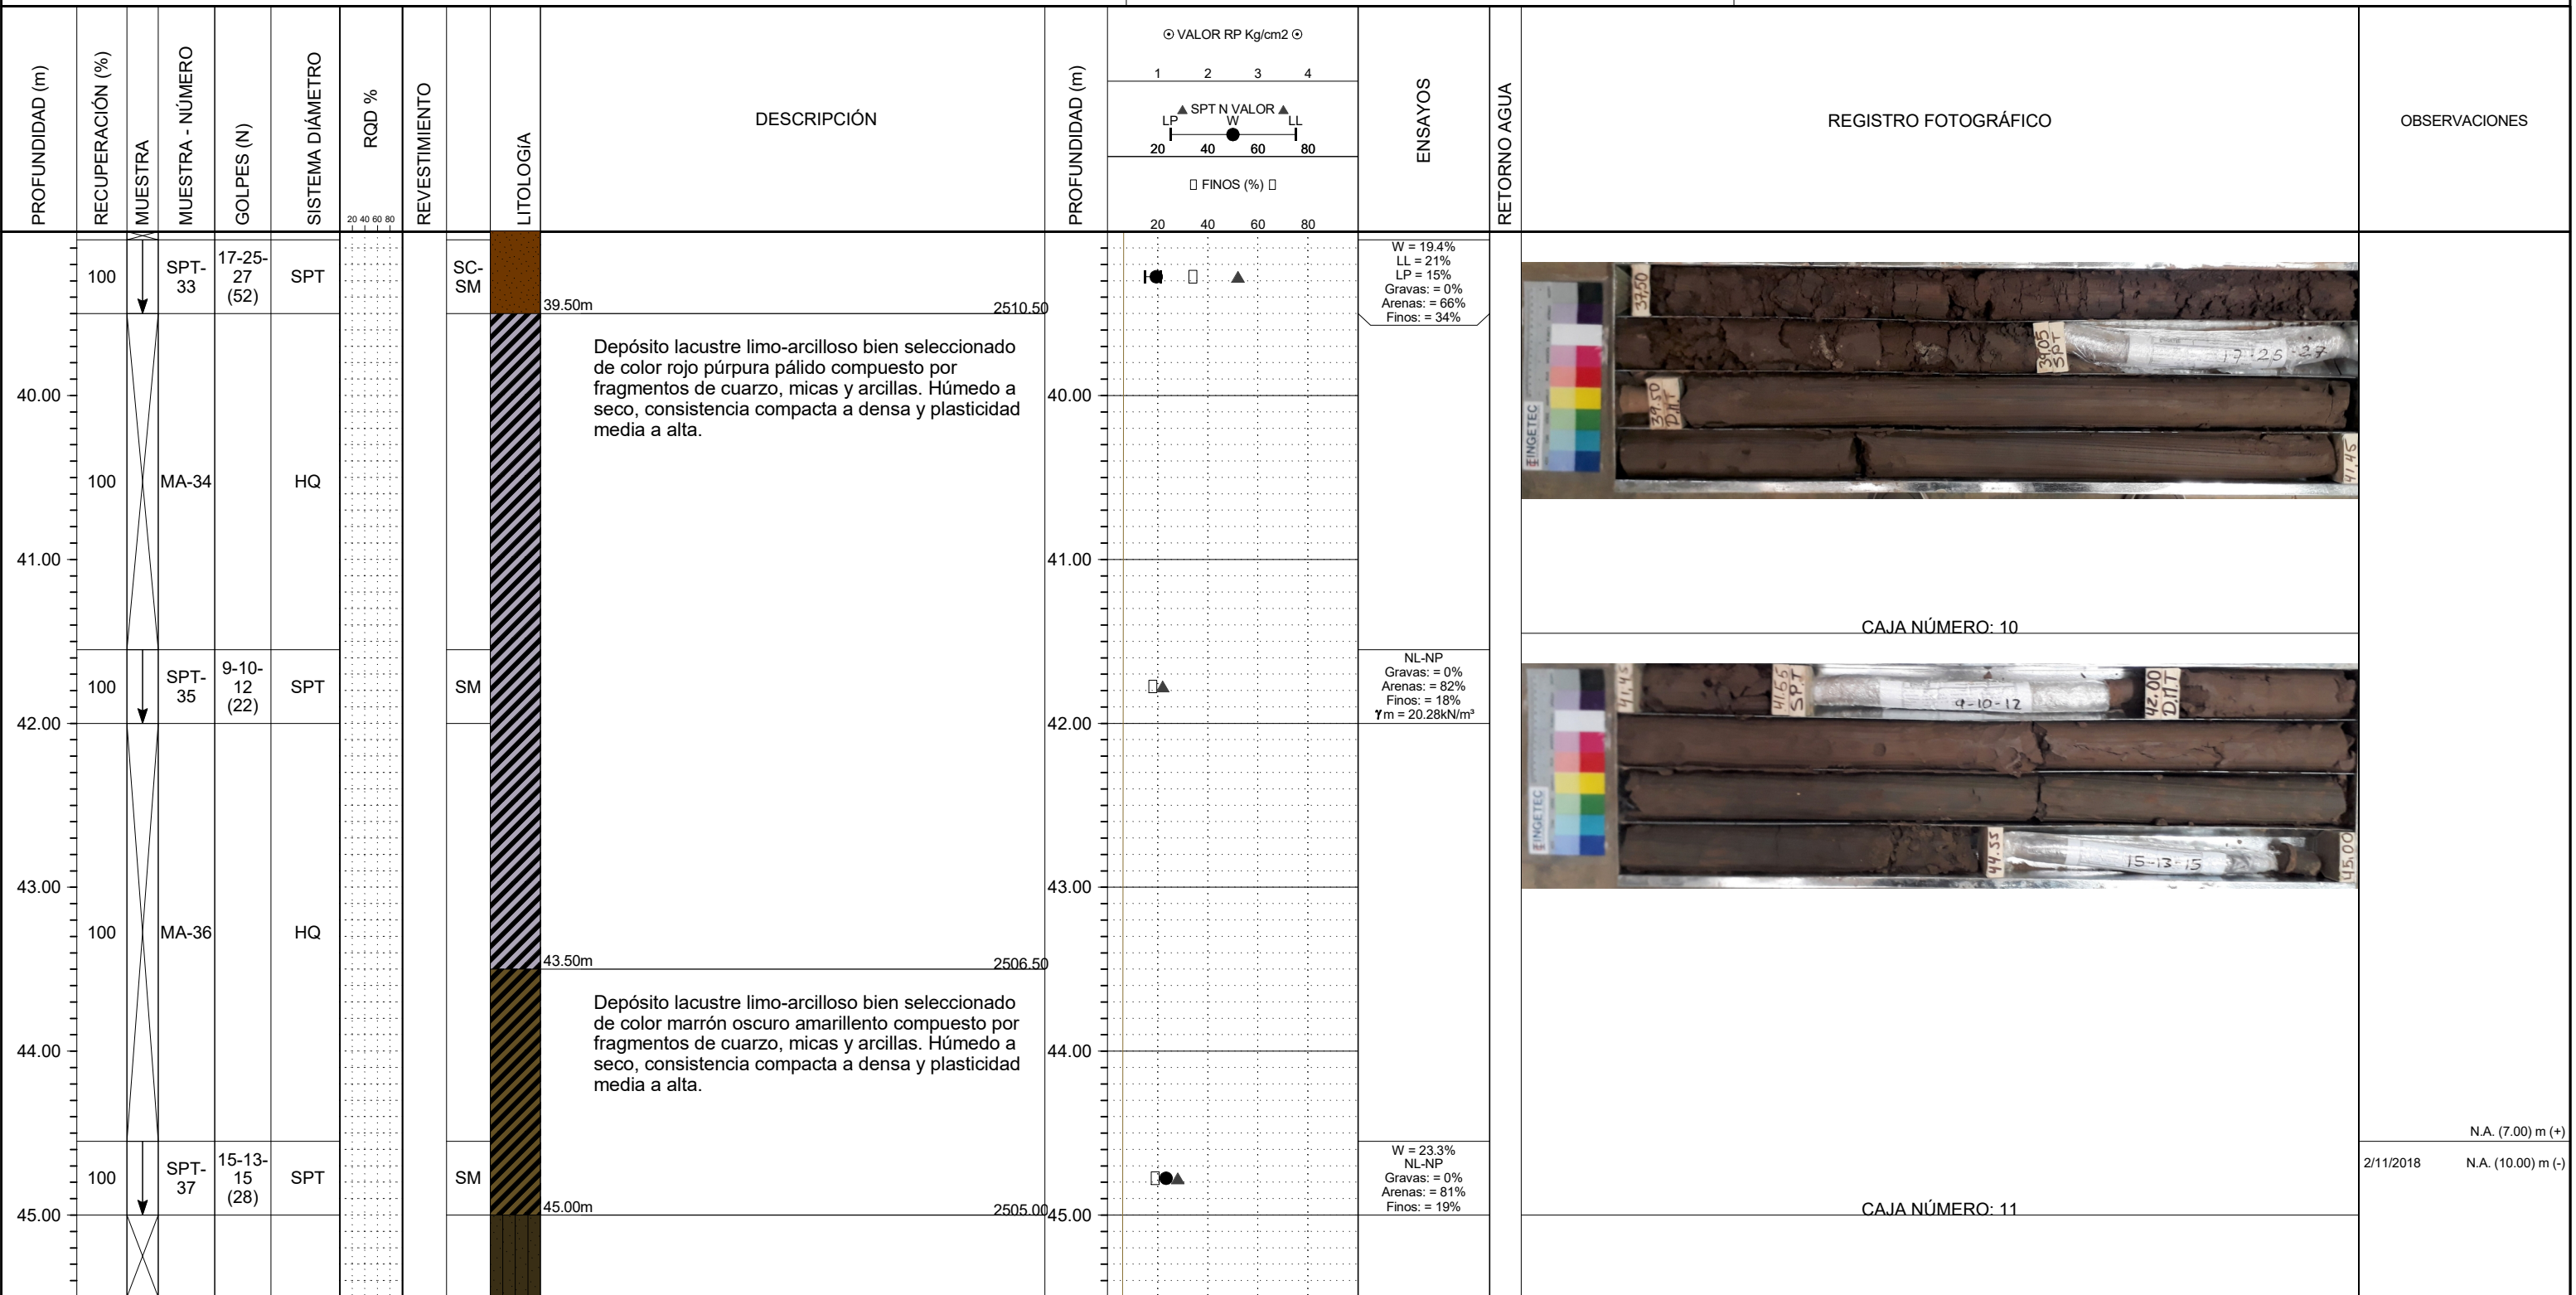 PROFUNDIDAD (m)
RECUPERACIÓN (%)
MUESTRA
MUESTRA - NÚMERO
GOLPES (N)
SISTEMA DIÁMETRO
RQD %
20 40 60 80
REVESTIMIENTO
LITOLOGIA
DESCRIPCIÓN
PROFUNDIDAD (m)
VALOR RP Kg/cm2
1 2 3 4
SPT N VALOR
LP W LL
20 40 60 80
FINOS (%)
20 40 60 80
ENSAYOS
RETORNO AGUA
REGISTRO FOTOGRÁFICO
OBSERVACIONES
100
SPT-
33
17-25-
27
(52)
SPT
SC-
SM
39.50m 2510.50
W = 19.4%
LL = 21%
LP = 15%
Gravas: = 0%
Arenas: = 66%
Finos: = 34%
37,50
39.05
SPT
17-25-27
39.50
D.M.T
41,45
EINGETEC
Depósito lacustre limo-arcilloso bien seleccionado
de color rojo púrpura pálido compuesto por
fragmentos de cuarzo, micas y arcillas. Húmedo a
seco, consistencia compacta a densa y plasticidad
media a alta.
40.00
40.00
100
MA-34
HQ
41.00
41.00
CAJA NÚMERO: 10
100
SPT-
35
9-10-
12
(22)
SPT
SM
NL-NP
Gravas: = 0%
Arenas: = 82%
Finos: = 18%
γm = 20.28kN/m³
41,45
41.55
S.P.T
9-10-12
42.00
D.M.T
44.55
15-13-15
45.00
EINGETEC
42.00
42.00
43.00
43.00
100
MA-36
HQ
43.50m 2506.50
Depósito lacustre limo-arcilloso bien seleccionado
de color marrón oscuro amarillento compuesto por
fragmentos de cuarzo, micas y arcillas. Húmedo a
seco, consistencia compacta a densa y plasticidad
media a alta.
44.00
44.00
N.A. (7.00) m (+)
2/11/2018 N.A. (10.00) m (-)
100
SPT-
37
15-13-
15
(28)
SPT
SM
W = 23.3%
NL-NP
Gravas: = 0%
Arenas: = 81%
Finos: = 19%
45.00m 2505.00
45.00
45.00
CAJA NÚMERO: 11